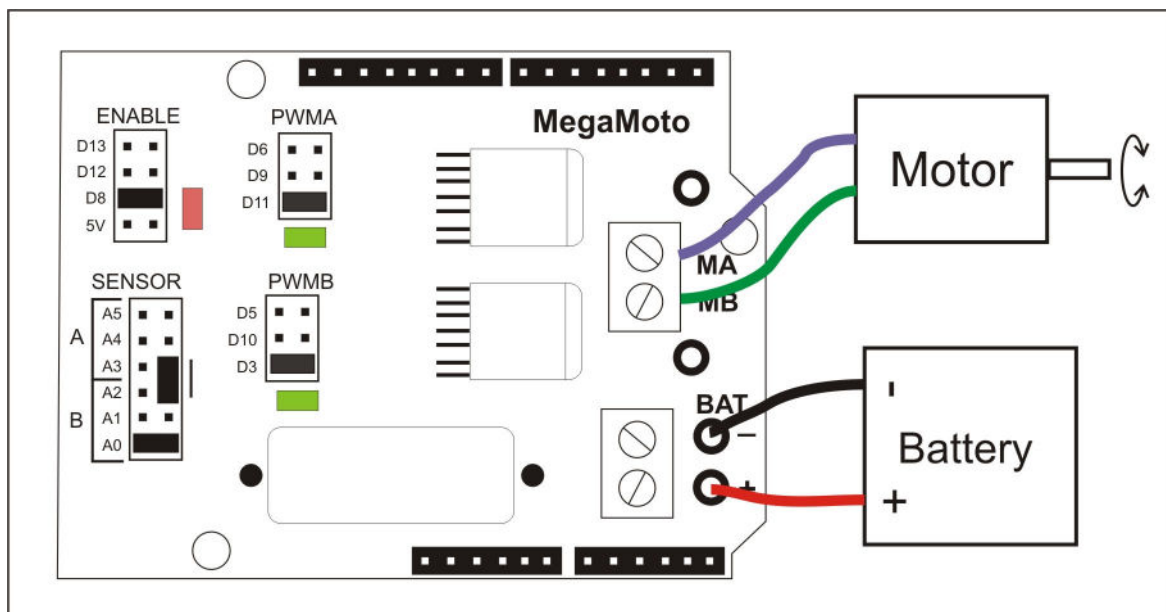 ENABLE
D13
D12
D8
5V
PWMA
D6
D9
D11
MegaMoto
SENSOR
A
A5
A4
A3
B
A2
A1
A0
PWMB
D5
D10
D3
MA
MB
BAT
–
+
Motor
-
Battery
+